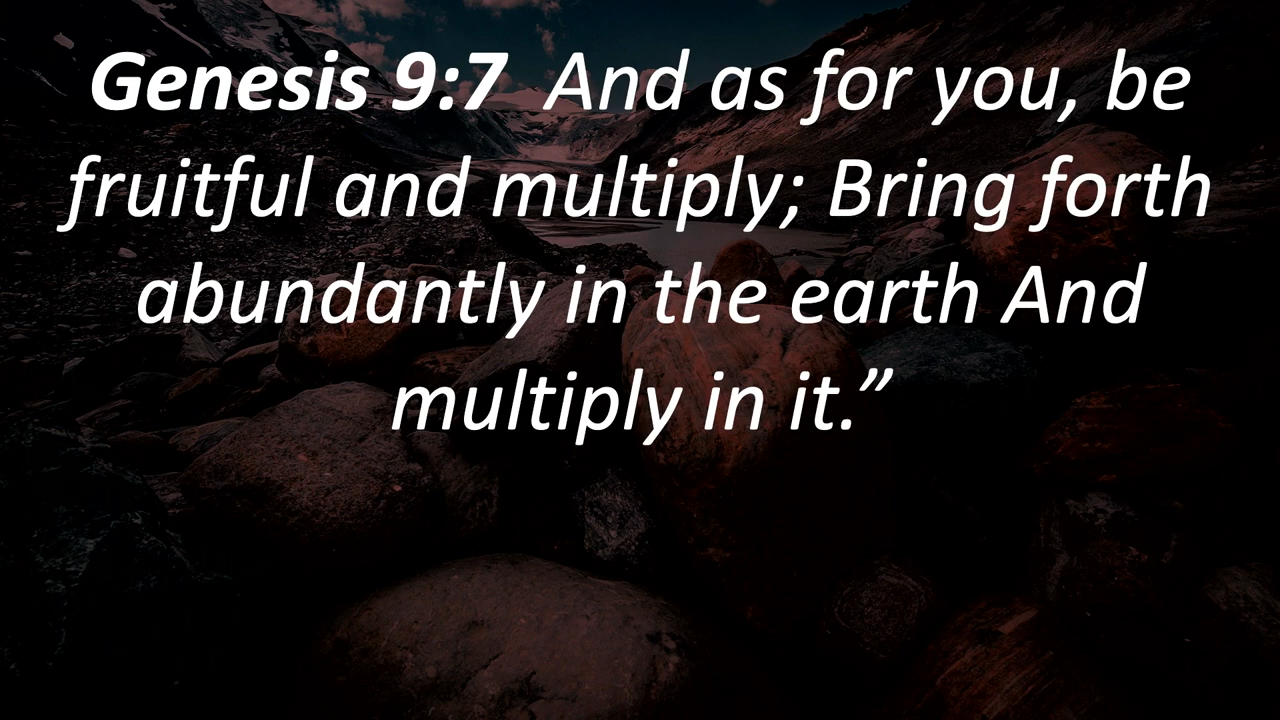 Genesis 9:7  And as for you, be
fruitful and multiply; Bring forth
abundantly in the earth And
multiply in it.”